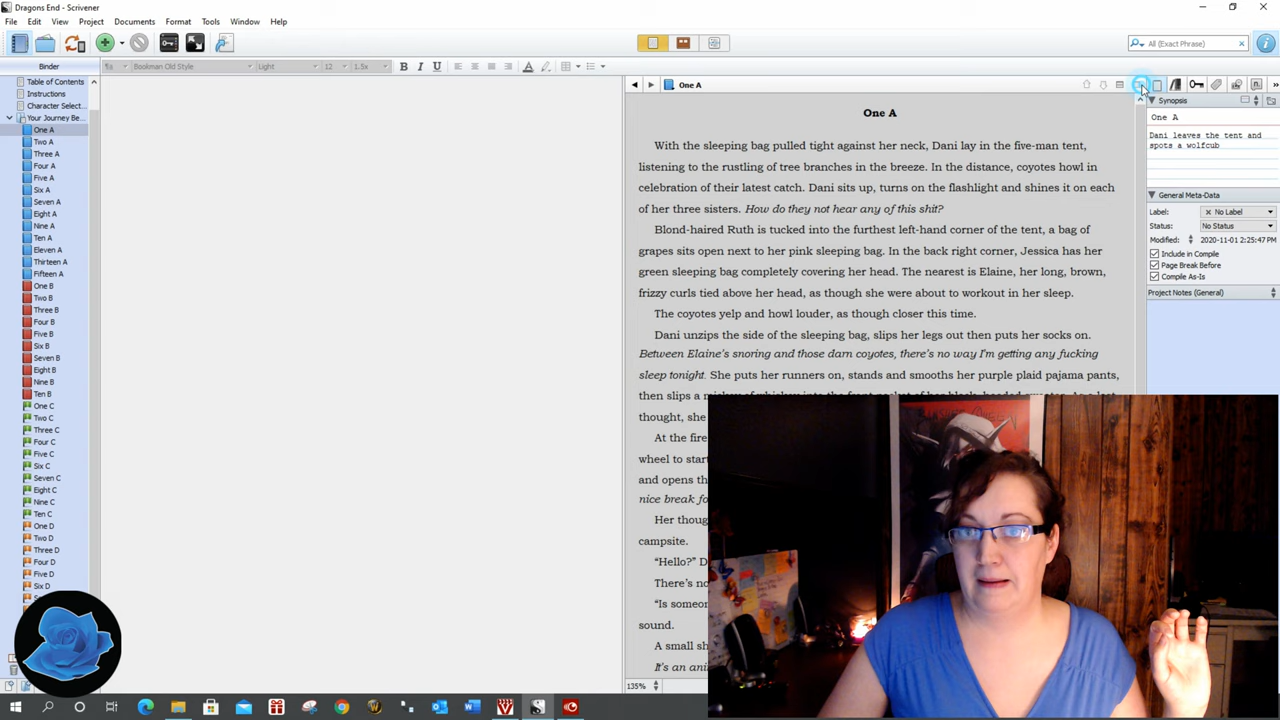 Dragons End - Scrivener
File Edit View Project Documents Format Tools Window Help
All (Exact Phrase)
Binder
Bookman Old Style Light 12 1.5x B I U A
Table of Contents
Instructions
Character Select...
Your Journey Be...
One A
Two A
Three A
Four A
Five A
Six A
Seven A
Eight A
Nine A
Ten A
Eleven A
Thirteen A
Fifteen A
One B
Two B
Three B
Four B
Five B
Six B
Seven B
Eight B
Nine B
Ten B
One C
Two C
Three C
Four C
Five C
Six C
Seven C
Eight C
Nine C
Ten C
One D
Two D
Three D
Four D
Five D
Six D
One A
One A
With the sleeping bag pulled tight against her neck, Dani lay in the five-man tent,
listening to the rustling of tree branches in the breeze. In the distance, coyotes howl in
celebration of their latest catch. Dani sits up, turns on the flashlight and shines it on each
of her three sisters. How do they not hear any of this shit?
Blond-haired Ruth is tucked into the furthest left-hand corner of the tent, a bag of
grapes sits open next to her pink sleeping bag. In the back right corner, Jessica has her
green sleeping bag completely covering her head. The nearest is Elaine, her long, brown,
frizzy curls tied above her head, as though she were about to workout in her sleep.
The coyotes yelp and howl louder, as though closer this time.
Dani unzips the side of the sleeping bag, slips her legs out then puts her socks on.
Between Elaine's snoring and those darn coyotes, there's no way I'm getting any fucking
sleep tonight. She puts her runners on, stands and smooths her purple plaid pajama pants,
then slips a
thought, she
At the fire
wheel to star
and opens th
nice break fo
Her thoug
campsite.
“Hello?” D
There's no
“Is someon
sound.
A small sh
It's an ani
135%
Synopsis
One A
Dani leaves the tent and
spots a wolfcub
General Meta-Data
Label: No Label
Status: No Status
Modified: 2020-11-01 2:25:47 PM
Include in Compile
Page Break Before
Compile As-Is
Project Notes (General)